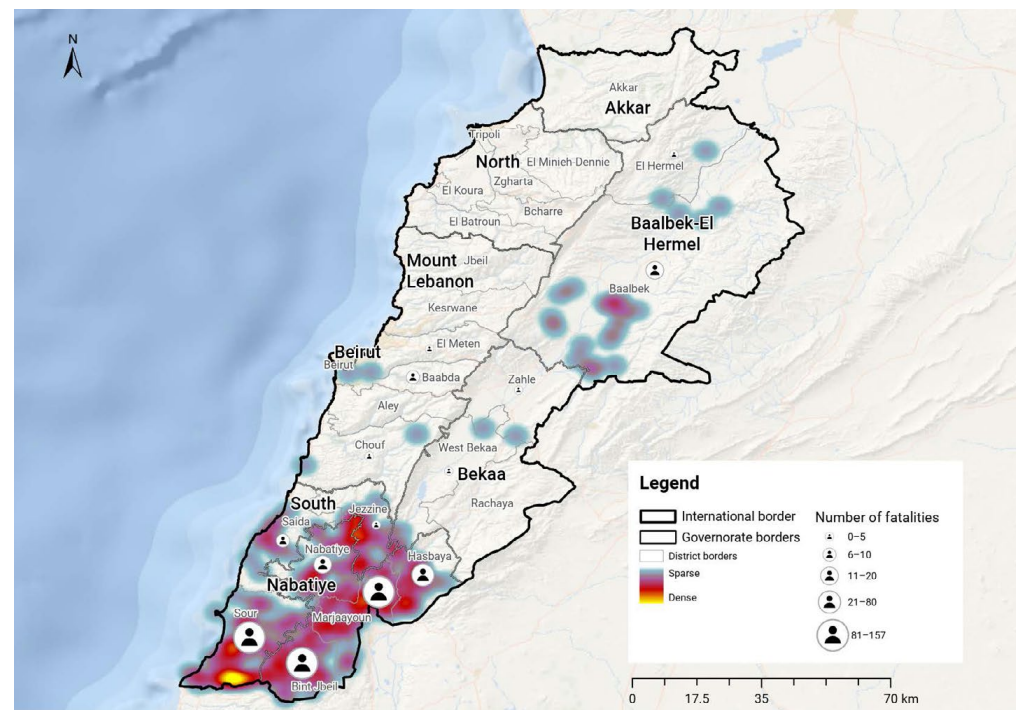 N
Akkar
Akkar
Tripoli
North
El Minieh-Dennie
El Hermel
Zgharta
El Koura
Bcharre
El Batroun
Baalbek-El
Hermel
Mount
Lebanon
Jbeil
Baalbek
Kesrwane
El Meten
Beirut
Beirut
Baabda
Zahle
Aley
Chouf
West Bekaa
Bekaa
Rachaya
South
Jezzine
Saida
Nabatiye
Hasbaya
Nabatiye
Sour
Marjaayoun
Bint Jbeil
Legend
International border
Governorate borders
District borders
Sparse
Dense
Number of fatalities
0–5
6–10
11–20
21–80
81–157
0 17.5 35 70 km